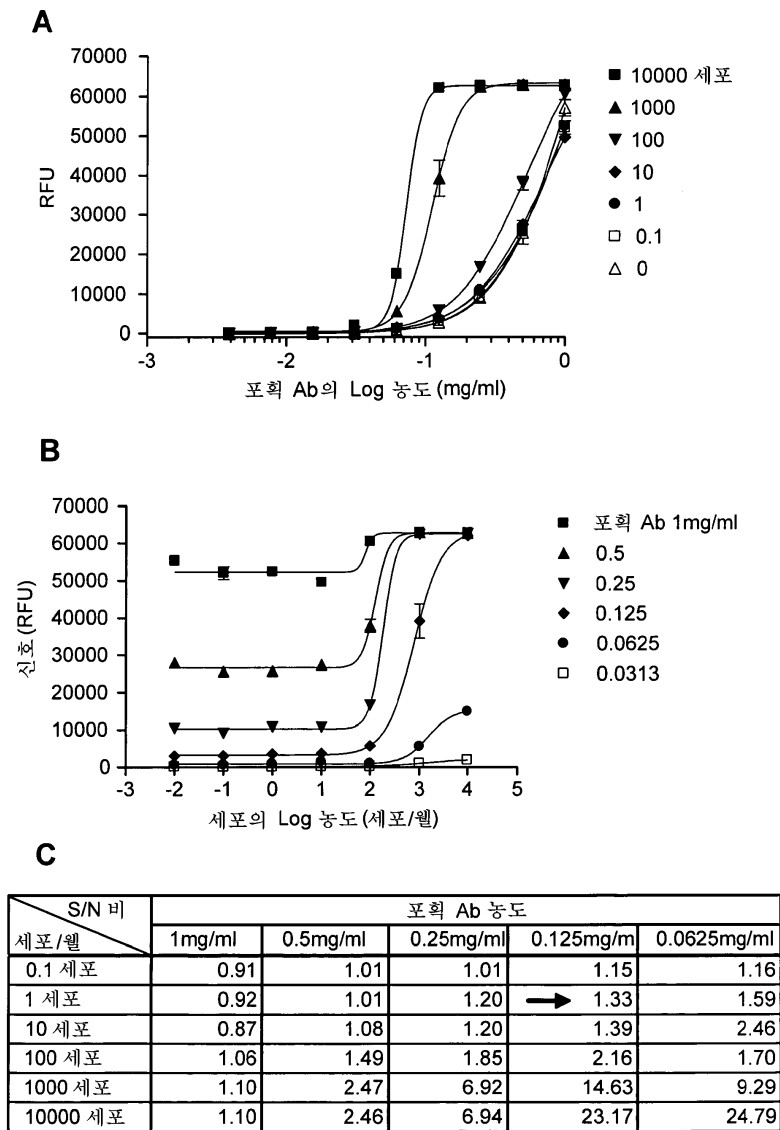 A
RFU
70000
60000
50000
40000
30000
20000
10000
0
-3
-2
-1
0
포획 Ab의 Log 농도(mg/ml)
10000 세포
1000
100
10
1
0.1
0
B
신호(RFU)
70000
60000
50000
40000
30000
20000
10000
0
-3
-2
-1
0
1
2
3
4
5
세포의 Log 농도(세포/웰)
포획 Ab 1mg/ml
0.5
0.25
0.125
0.0625
0.0313
C
S/N 비
세포/웰
포획 Ab 농도
1mg/ml 0.5mg/ml 0.25mg/ml 0.125mg/m 0.0625mg/ml
0.1 세포 0.91 1.01 1.01 1.15 1.16
1 세포 0.92 1.01 1.20 1.33 1.59
10 세포 0.87 1.08 1.20 1.39 2.46
100 세포 1.06 1.49 1.85 2.16 1.70
1000 세포 1.10 2.47 6.92 14.63 9.29
10000 세포 1.10 2.46 6.94 23.17 24.79